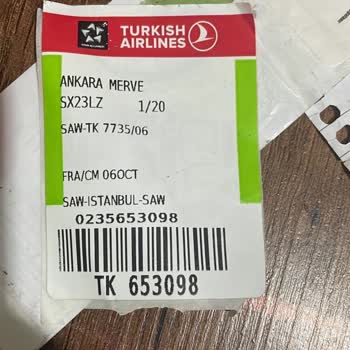 TURKISH
AIRLINES
ANKARA MERVE
SX23LZ 1/20
SAW-TK 7735/06
FRA/CM 06OCT
SAW-ISTANBUL-SAW
0235653098
TK 653098